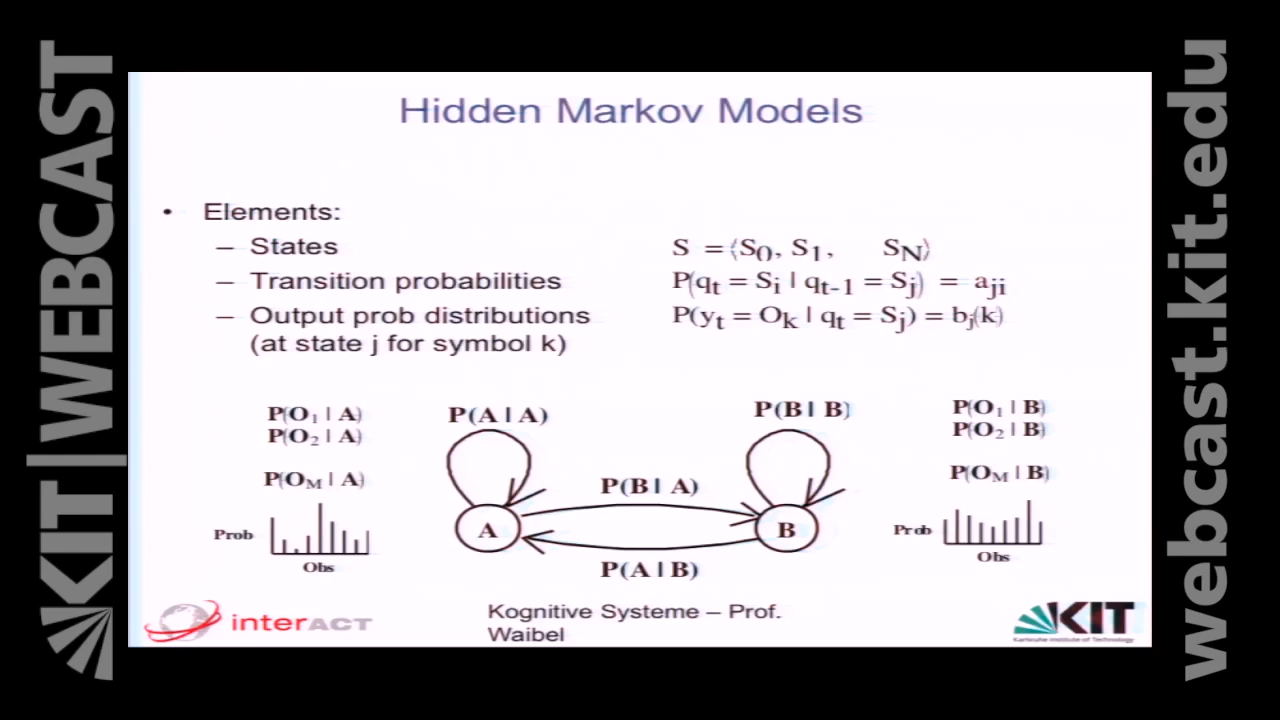 KIT | WEBCAST
Hidden Markov Models
• Elements:
– States
S = ⟨S0, S1, SN⟩
– Transition probabilities
P(qt = Si | qt-1 = Sj) = aji
– Output prob distributions
(at state j for symbol k)
P(yt = Ok | qt = Sj) = bj(k)
P(O1 | A)
P(O2 | A)
P(OM | A)
Prob
Obs
P(A | A)
P(B | B)
P(B | A)
A
B
P(A | B)
P(O1 | B)
P(O2 | B)
P(OM | B)
Prob
Obs
interACT
Kognitive Systeme – Prof.
Waibel
KIT
Karlsruhe Institute of Technology
webcast.kit.edu